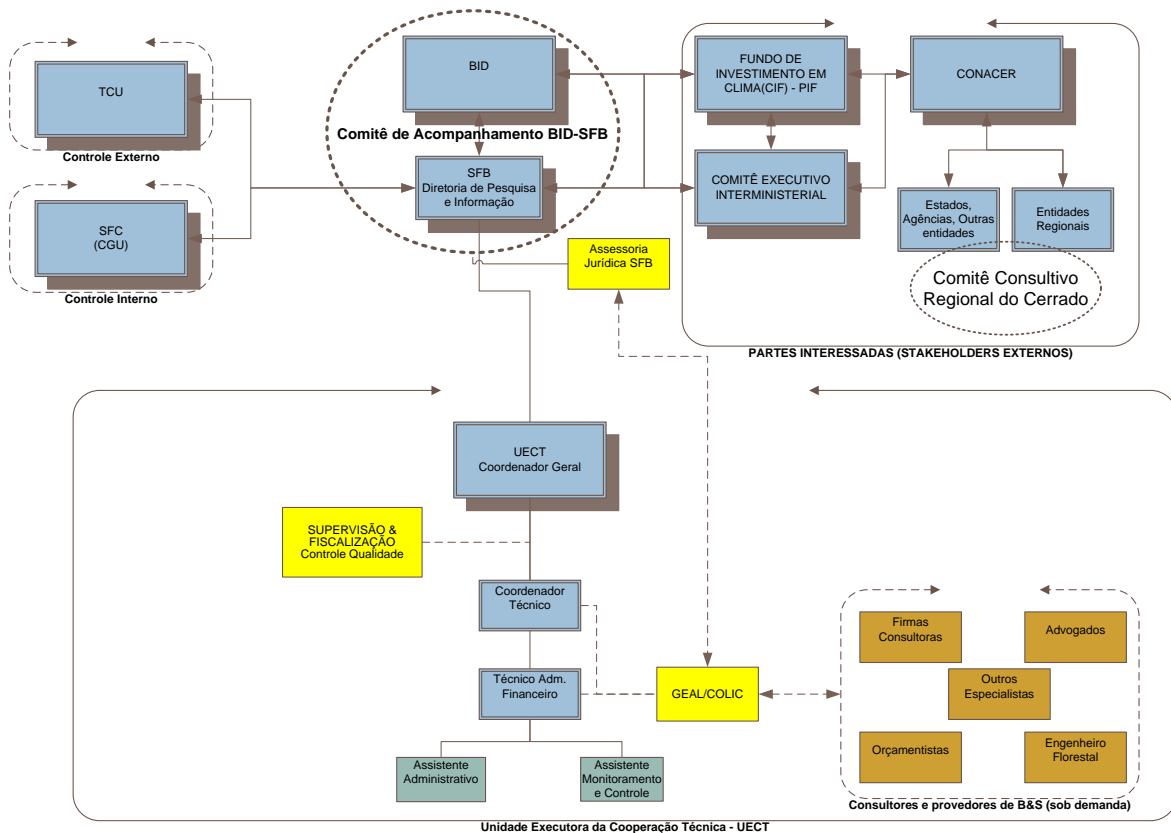 TCU
Controle Externo
SFC
(CGU)
Controle Interno
BID
Comitê de Acompanhamento BID-SFB
SFB
Diretoria de Pesquisa
e Informação
FUNDO DE
INVESTIMENTO EM
CLIMA(CIF) - PIF
CONACER
COMITÊ EXECUTIVO
INTERMINISTERIAL
Estados,
Agências, Outras
entidades
Entidades
Regionais
Comitê Consultivo
Regional do Cerrado
PARTES INTERESSADAS (STAKEHOLDERS EXTERNOS)
Assessoria
Jurídica SFB
UECT
Coordenador Geral
SUPERVISÃO &
FISCALIZAÇÃO
Controle Qualidade
Coordenador
Técnico
Técnico Adm.
Financeiro
GEAL/COLIC
Assistente
Administrativo
Assistente
Monitoramento
e Controle
Firmas
Consultoras
Advogados
Outros
Especialistas
Orçamentistas
Engenheiro
Florestal
Consultores e provedores de B&S (sob demanda)
Unidade Executora da Cooperação Técnica - UECT